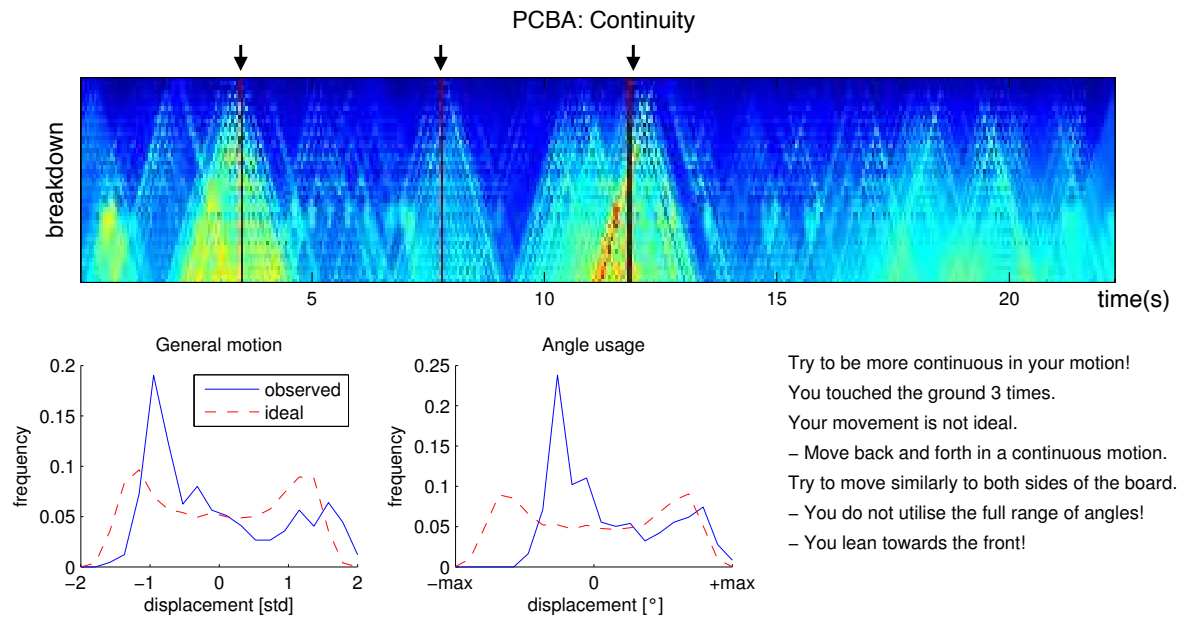 PCBA: Continuity
breakdown
5
10
15
20
time(s)
General motion
0.2
0.15
0.1
0.05
0
frequency
observed
ideal
−2
−1
0
1
2
displacement [std]
Angle usage
0.25
0.2
0.15
0.1
0.05
0
frequency
−max
0
+max
displacement [°]
Try to be more continuous in your motion!
You touched the ground 3 times.
Your movement is not ideal.
− Move back and forth in a continuous motion.
Try to move similarly to both sides of the board.
− You do not utilise the full range of angles!
− You lean towards the front!